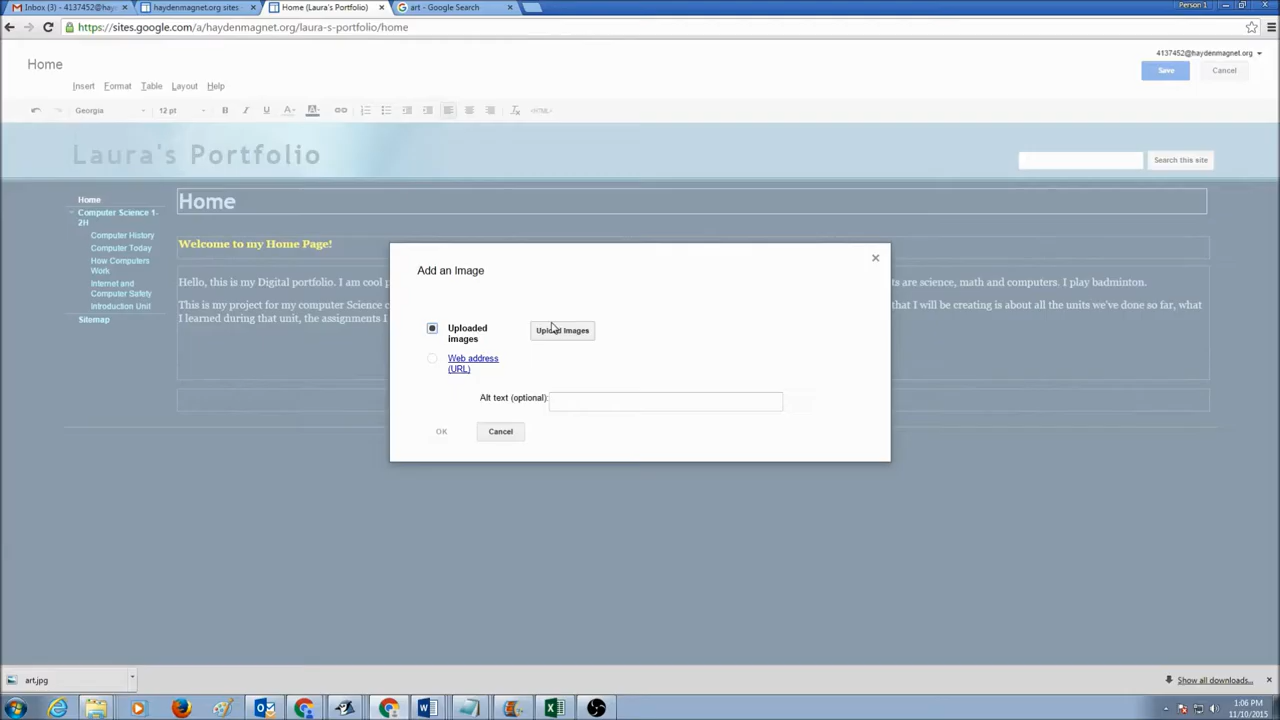 Inbox (3) - 4137452@hayd
haydenmagnet.org sites
Home (Laura's Portfolio)
art - Google Search
Person 1
https://sites.google.com/a/haydenmagnet.org/laura-s-portfolio/home
4137452@haydenmagnet.org
Home
Save
Cancel
Insert
Format
Table
Layout
Help
Georgia
12 pt
B
I
U
A
A
<HTML>
Laura's Portfolio
Search this site
Home
Computer Science 1-
2H
Computer History
Computer Today
How Computers
Work
Internet and
Computer Safety
Introduction Unit
Sitemap
Home
Welcome to my Home Page!
Hello, this is my Digital portfolio. I am cool p
ts are science, math and computers. I play badminton.
This is my project for my computer Science c
that I will be creating is about all the units we've done so far, what
I learned during that unit, the assignments I
Add an Image
Uploaded
images
Upload Images
Web address
(URL)
Alt text (optional):
OK
Cancel
art.jpg
Show all downloads...
1:06 PM
11/10/2015